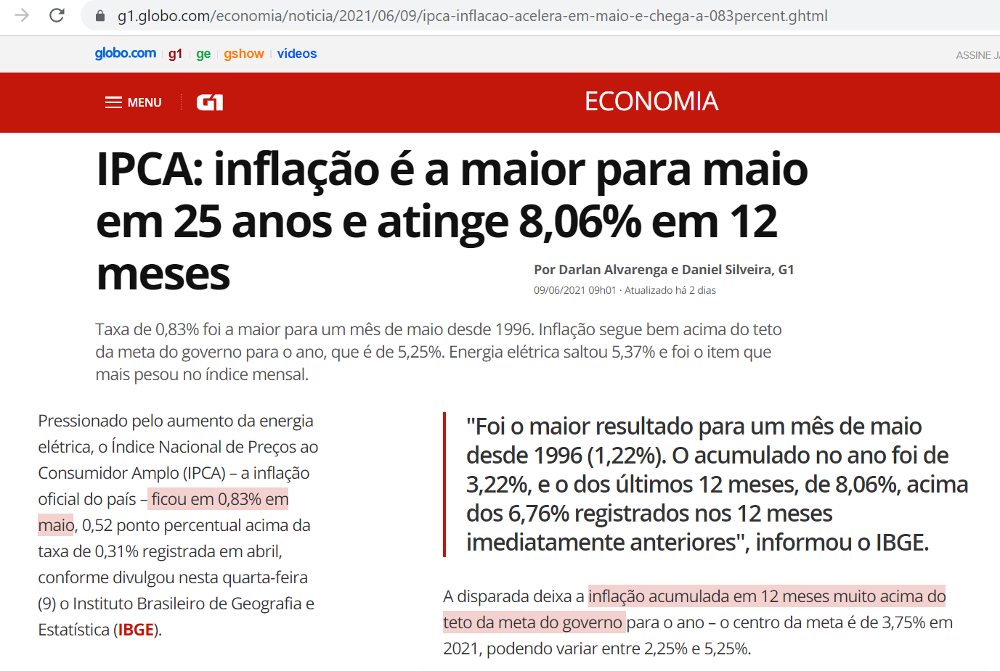 g1.globo.com/economia/noticia/2021/06/09/ipca-inflacao-acelera-em-maio-e-chega-a-083percent.ghtml
globo.com g1 ge gshow vídeos
ASSINE JÁ
MENU G1 ECONOMIA
IPCA: inflação é a maior para maio
em 25 anos e atinge 8,06% em 12
meses
Por Darlan Alvarenga e Daniel Silveira, G1
09/06/2021 09h01 · Atualizado há 2 dias
Taxa de 0,83% foi a maior para um mês de maio desde 1996. Inflação segue bem acima do teto
da meta do governo para o ano, que é de 5,25%. Energia elétrica saltou 5,37% e foi o item que
mais pesou no índice mensal.
Pressionado pelo aumento da energia
elétrica, o Índice Nacional de Preços ao
Consumidor Amplo (IPCA) – a inflação
oficial do país – ficou em 0,83% em
maio, 0,52 ponto percentual acima da
taxa de 0,31% registrada em abril,
conforme divulgou nesta quarta-feira
(9) o Instituto Brasileiro de Geografia e
Estatística (IBGE).
"Foi o maior resultado para um mês de maio
desde 1996 (1,22%). O acumulado no ano foi de
3,22%, e o dos últimos 12 meses, de 8,06%, acima
dos 6,76% registrados nos 12 meses
imediatamente anteriores", informou o IBGE.
A disparada deixa a inflação acumulada em 12 meses muito acima do
teto da meta do governo para o ano – o centro da meta é de 3,75% em
2021, podendo variar entre 2,25% e 5,25%.